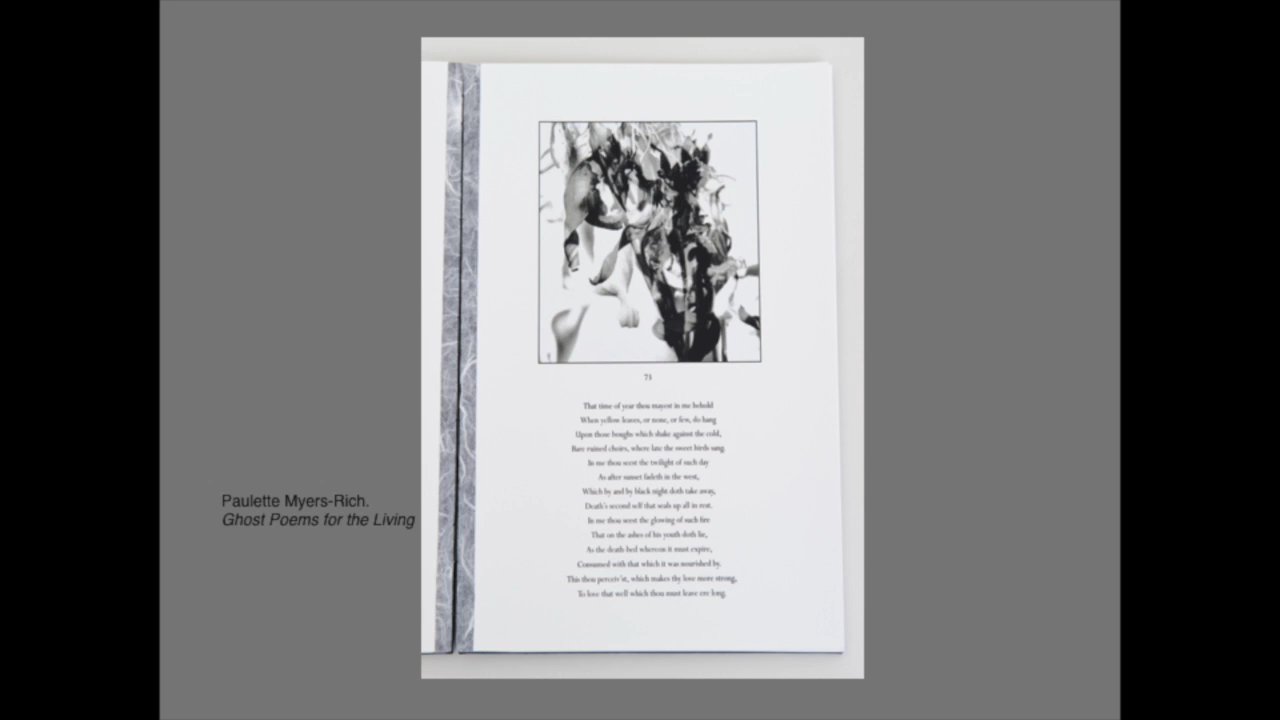 Paulette Myers-Rich.
Ghost Poems for the Living
73
That time of year thou mayest in me behold
When yellow leaves, or none, or few, do hang
Upon those boughs which shake against the cold,
Bare ruined choirs, where late the sweet birds sang.
In me thou seest the twilight of such day
As after sunset fadeth in the west,
Which by and by black night doth take away,
Death's second self that seals up all in rest.
In me thou seest the glowing of such fire
That on the ashes of his youth doth lie,
As the death bed whereon it must expire,
Consumed with that which it was nourished by.
This thou perceiv'st, which makes thy love more strong,
To love that well which thou must leave ere long.